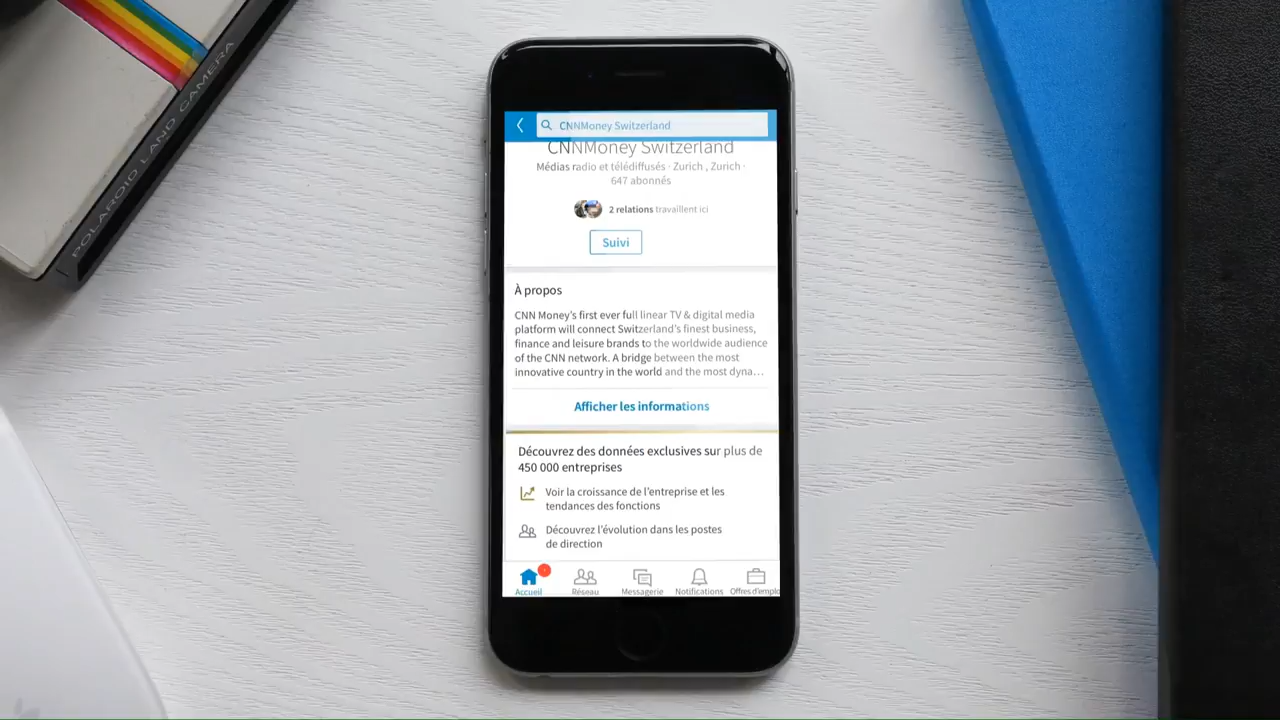 POLAROID LAND CAMERA
CNNMoney Switzerland
CNNMoney Switzerland
Médias radio et télédiffusés · Zurich , Zurich ·
647 abonnés
2 relations travaillent ici
Suivi
À propos
CNN Money's first ever full linear TV & digital media
platform will connect Switzerland's finest business,
finance and leisure brands to the worldwide audience
of the CNN network. A bridge between the most
innovative country in the world and the most dyna…
Afficher les informations
Découvrez des données exclusives sur plus de
450 000 entreprises
Voir la croissance de l'entreprise et les
tendances des fonctions
Découvrez l'évolution dans les postes
de direction
Accueil Réseau Messagerie Notifications Offres d'emplo